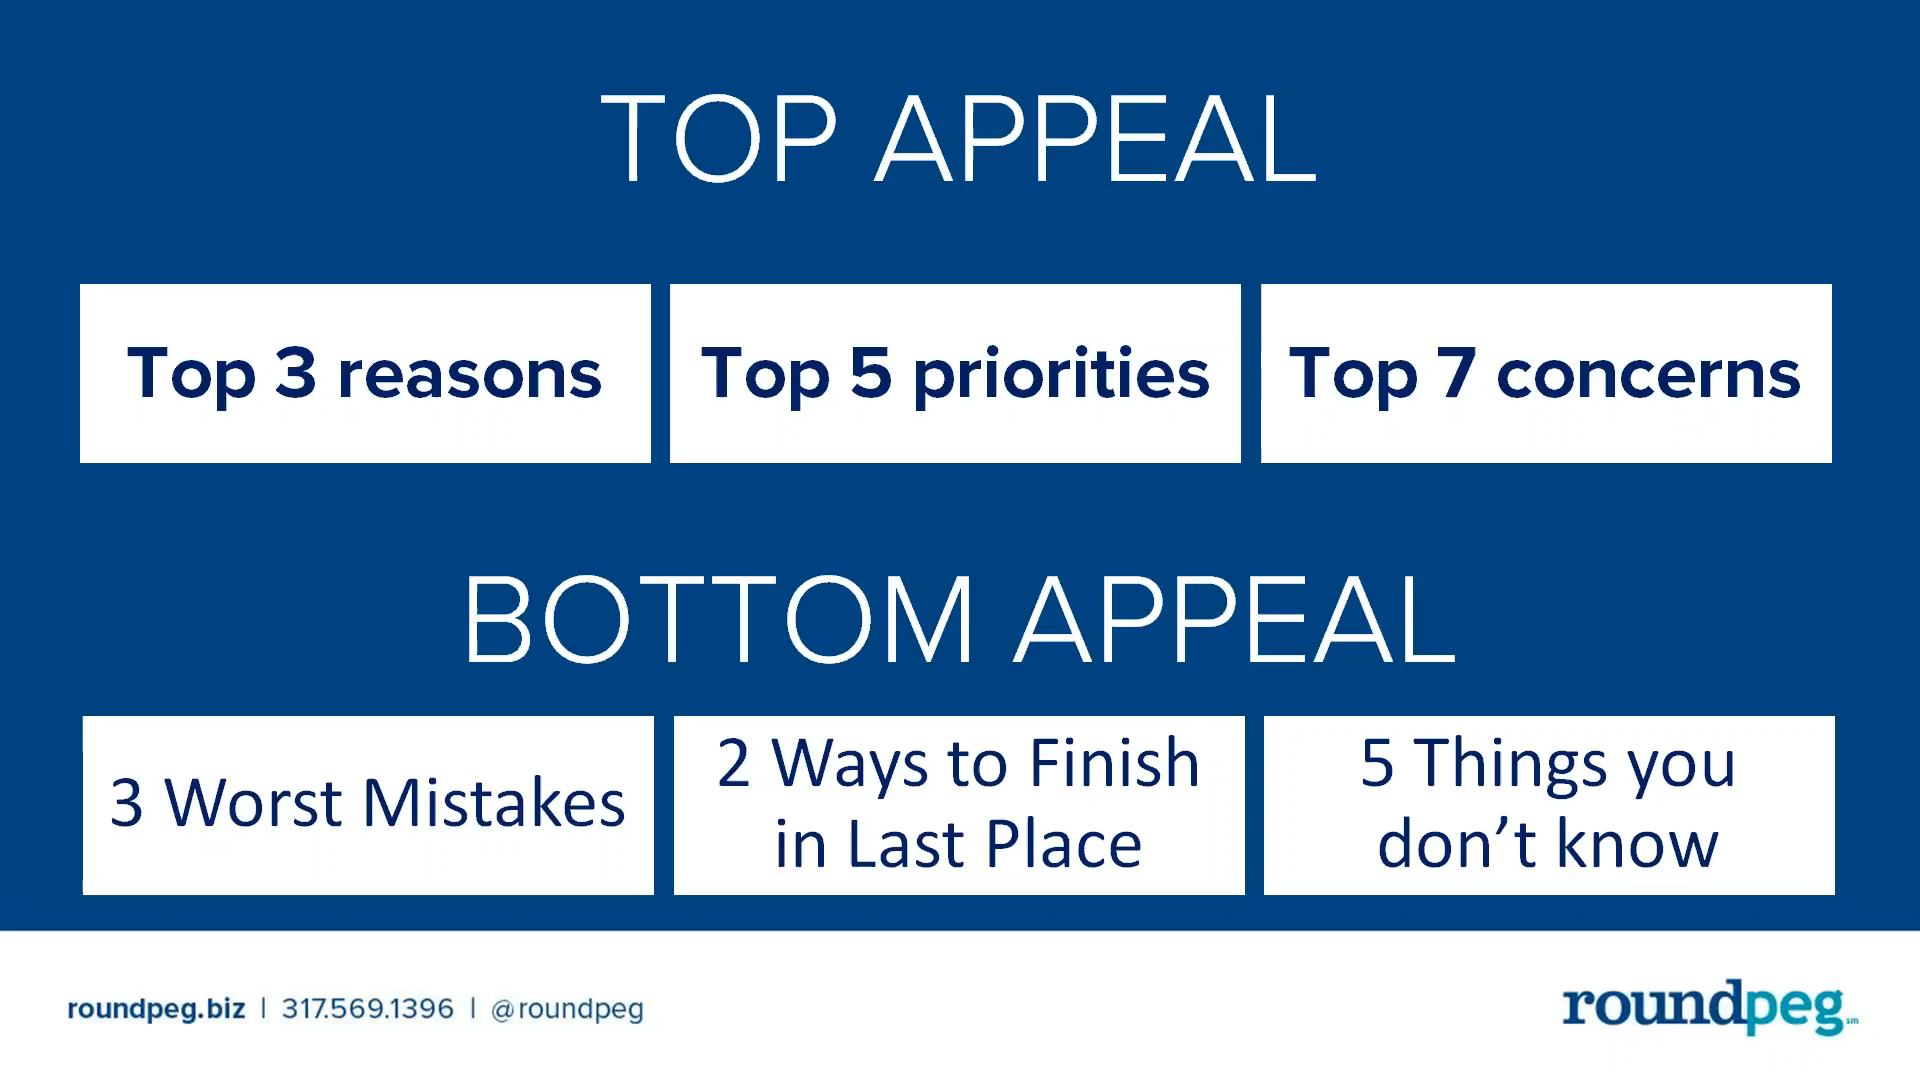 TOP APPEAL
Top 3 reasons
Top 5 priorities
Top 7 concerns
BOTTOM APPEAL
3 Worst Mistakes
2 Ways to Finish
in Last Place
5 Things you
don’t know
roundpeg.biz | 317.569.1396 | @roundpeg
roundpeg sm